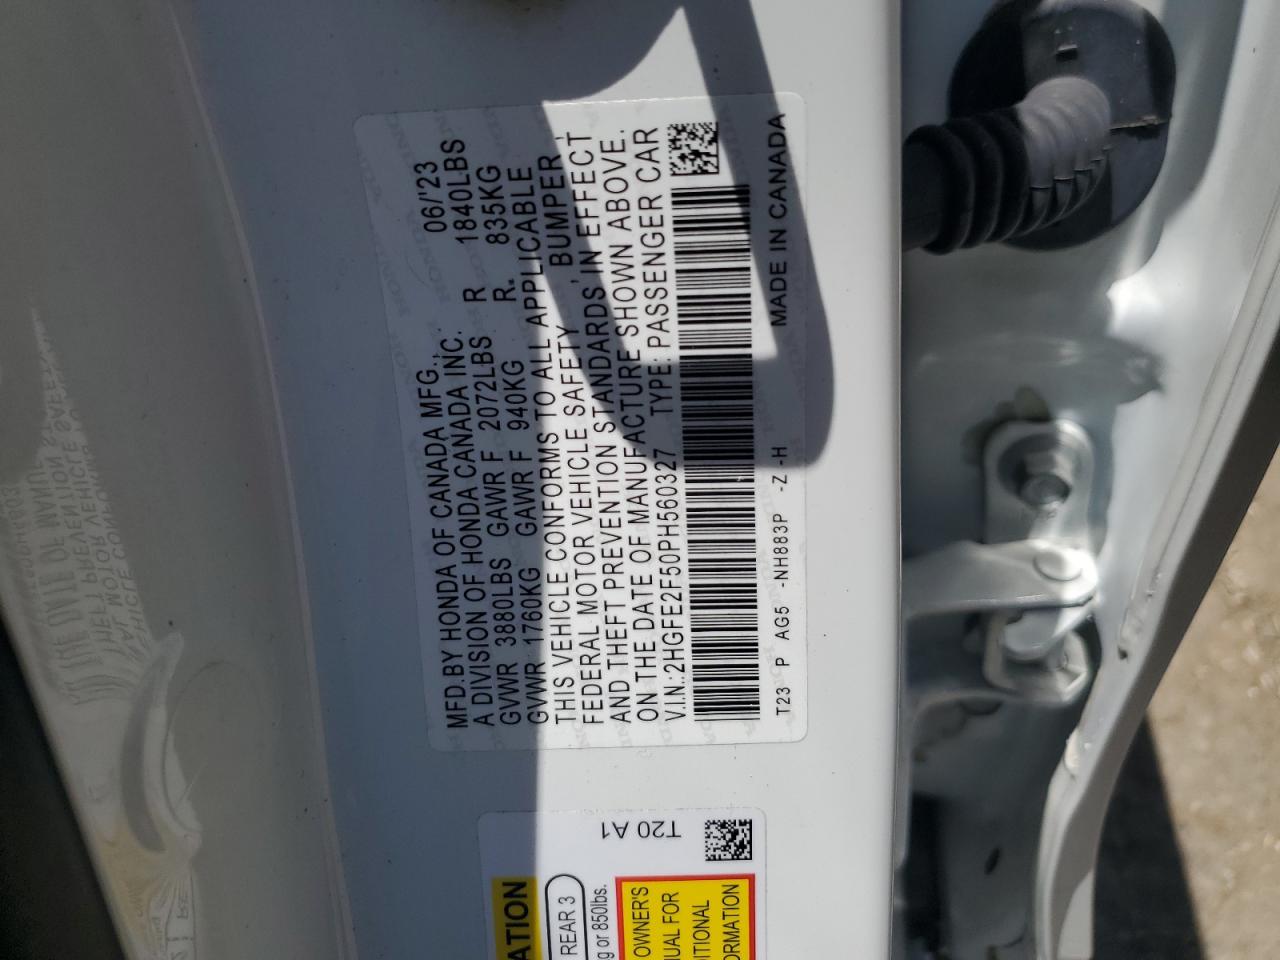 MFD.BY HONDA OF CANADA MFG., 06/'23
A DIVISION OF HONDA CANADA INC.
GVWR 3880LBS GAWR F 2072LBS R 1840LBS
GVWR 1760KG GAWR F 940KG R. 835KG
THIS VEHICLE CONFORMS TO ALL APPLICABLE
FEDERAL MOTOR VEHICLE SAFETY , BUMPER ,
AND THEFT PREVENTION STANDARDS, IN EFFECT
ON THE DATE OF MANUFACTURE SHOWN ABOVE.
V.I.N.:2HGFE2F50PH560327 TYPE: PASSENGER CAR
T23 P AG5 -NH883P -Z -H MADE IN CANADA
T20 A1
ATION
REAR 3
or 850lbs.
OWNER'S
FOR